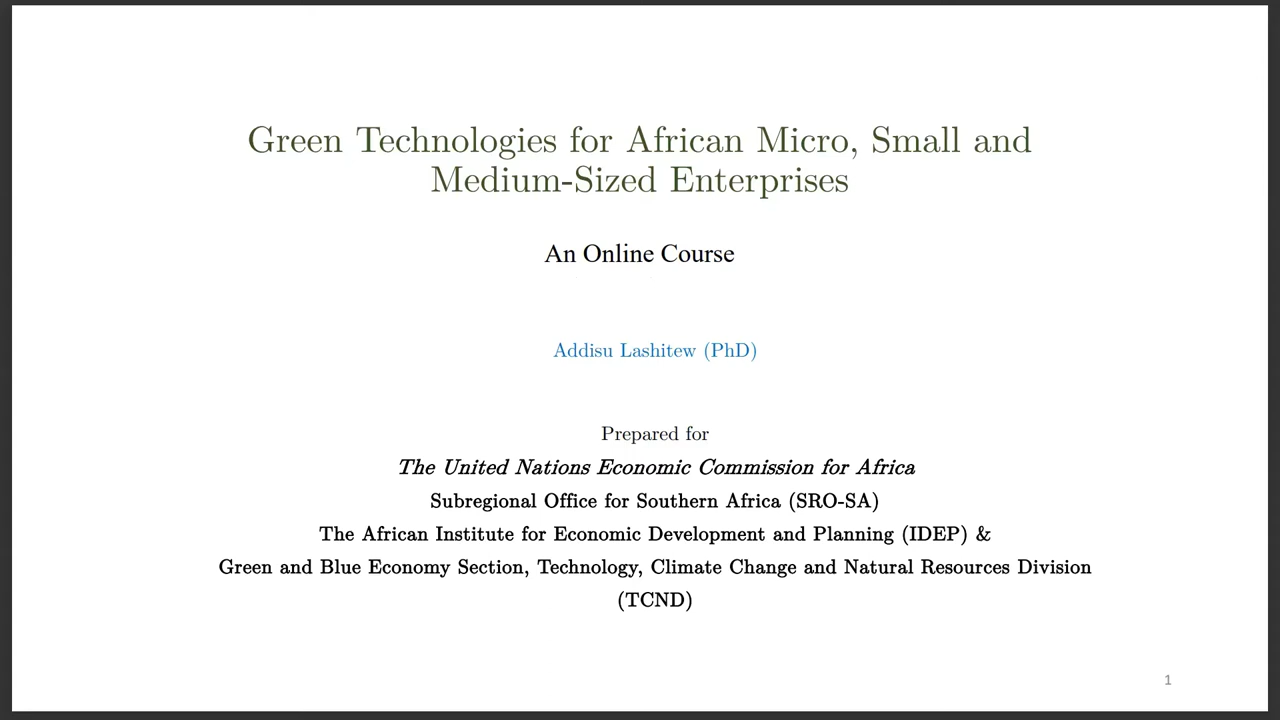 Green Technologies for African Micro, Small and
Medium-Sized Enterprises
An Online Course
Addisu Lashitew (PhD)
Prepared for
The United Nations Economic Commission for Africa
Subregional Office for Southern Africa (SRO-SA)
The African Institute for Economic Development and Planning (IDEP) &
Green and Blue Economy Section, Technology, Climate Change and Natural Resources Division
(TCND)
1